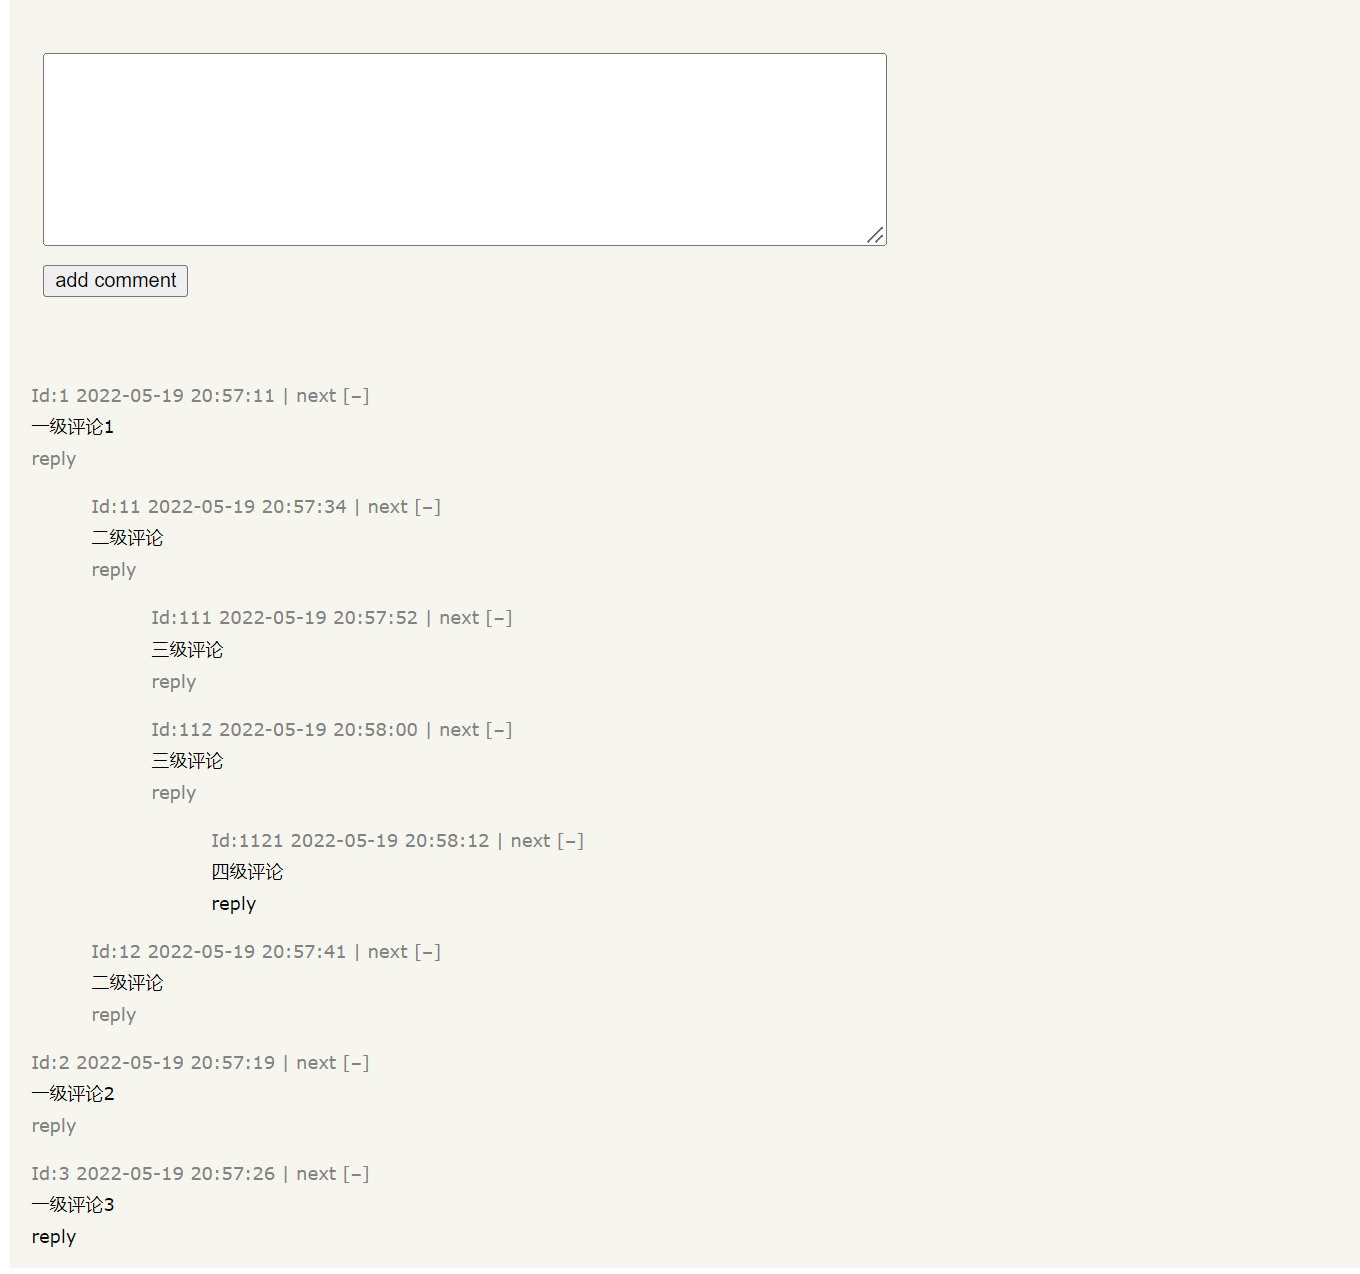 add comment
Id:1 2022-05-19 20:57:11 | next [–]
一级评论1
reply
Id:11 2022-05-19 20:57:34 | next [–]
二级评论
reply
Id:111 2022-05-19 20:57:52 | next [–]
三级评论
reply
Id:112 2022-05-19 20:58:00 | next [–]
三级评论
reply
Id:1121 2022-05-19 20:58:12 | next [–]
四级评论
reply
Id:12 2022-05-19 20:57:41 | next [–]
二级评论
reply
Id:2 2022-05-19 20:57:19 | next [–]
一级评论2
reply
Id:3 2022-05-19 20:57:26 | next [–]
一级评论3
reply